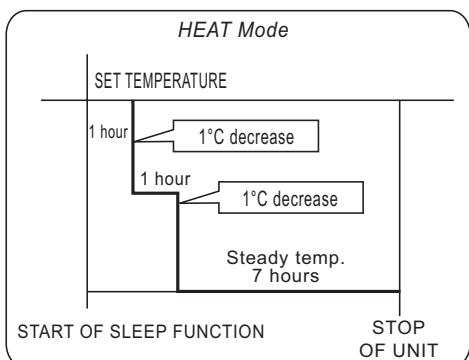 HEAT Mode
SET TEMPERATURE
1 hour
1°C decrease
1 hour
1°C decrease
Steady temp.
7 hours
START OF SLEEP FUNCTION
STOP
OF UNIT